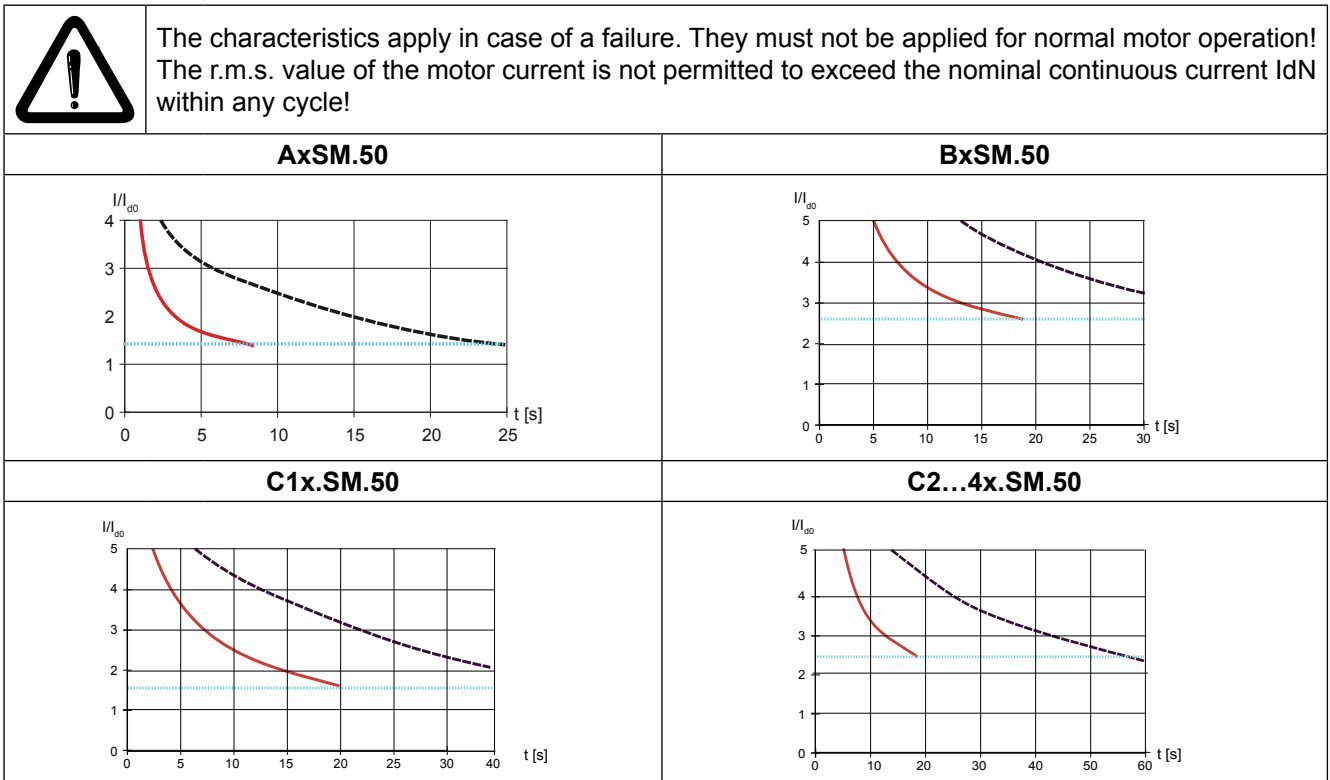 The characteristics apply in case of a failure. They must not be applied for normal motor operation!
The r.m.s. value of the motor current is not permitted to exceed the nominal continuous current IdN
within any cycle!
AxSM.50
BxSM.50
I/Id0
4
3
2
1
0
0 5 10 15 20 25
t [s]
I/Id0
5
4
3
2
1
0
0 5 10 15 20 25 30
t [s]
C1x.SM.50
C2…4x.SM.50
I/Id0
5
4
3
2
1
0
0 5 10 15 20 25 30 40
t [s]
I/Id0
5
4
3
2
1
0
0 10 20 30 40 50 60
t [s]